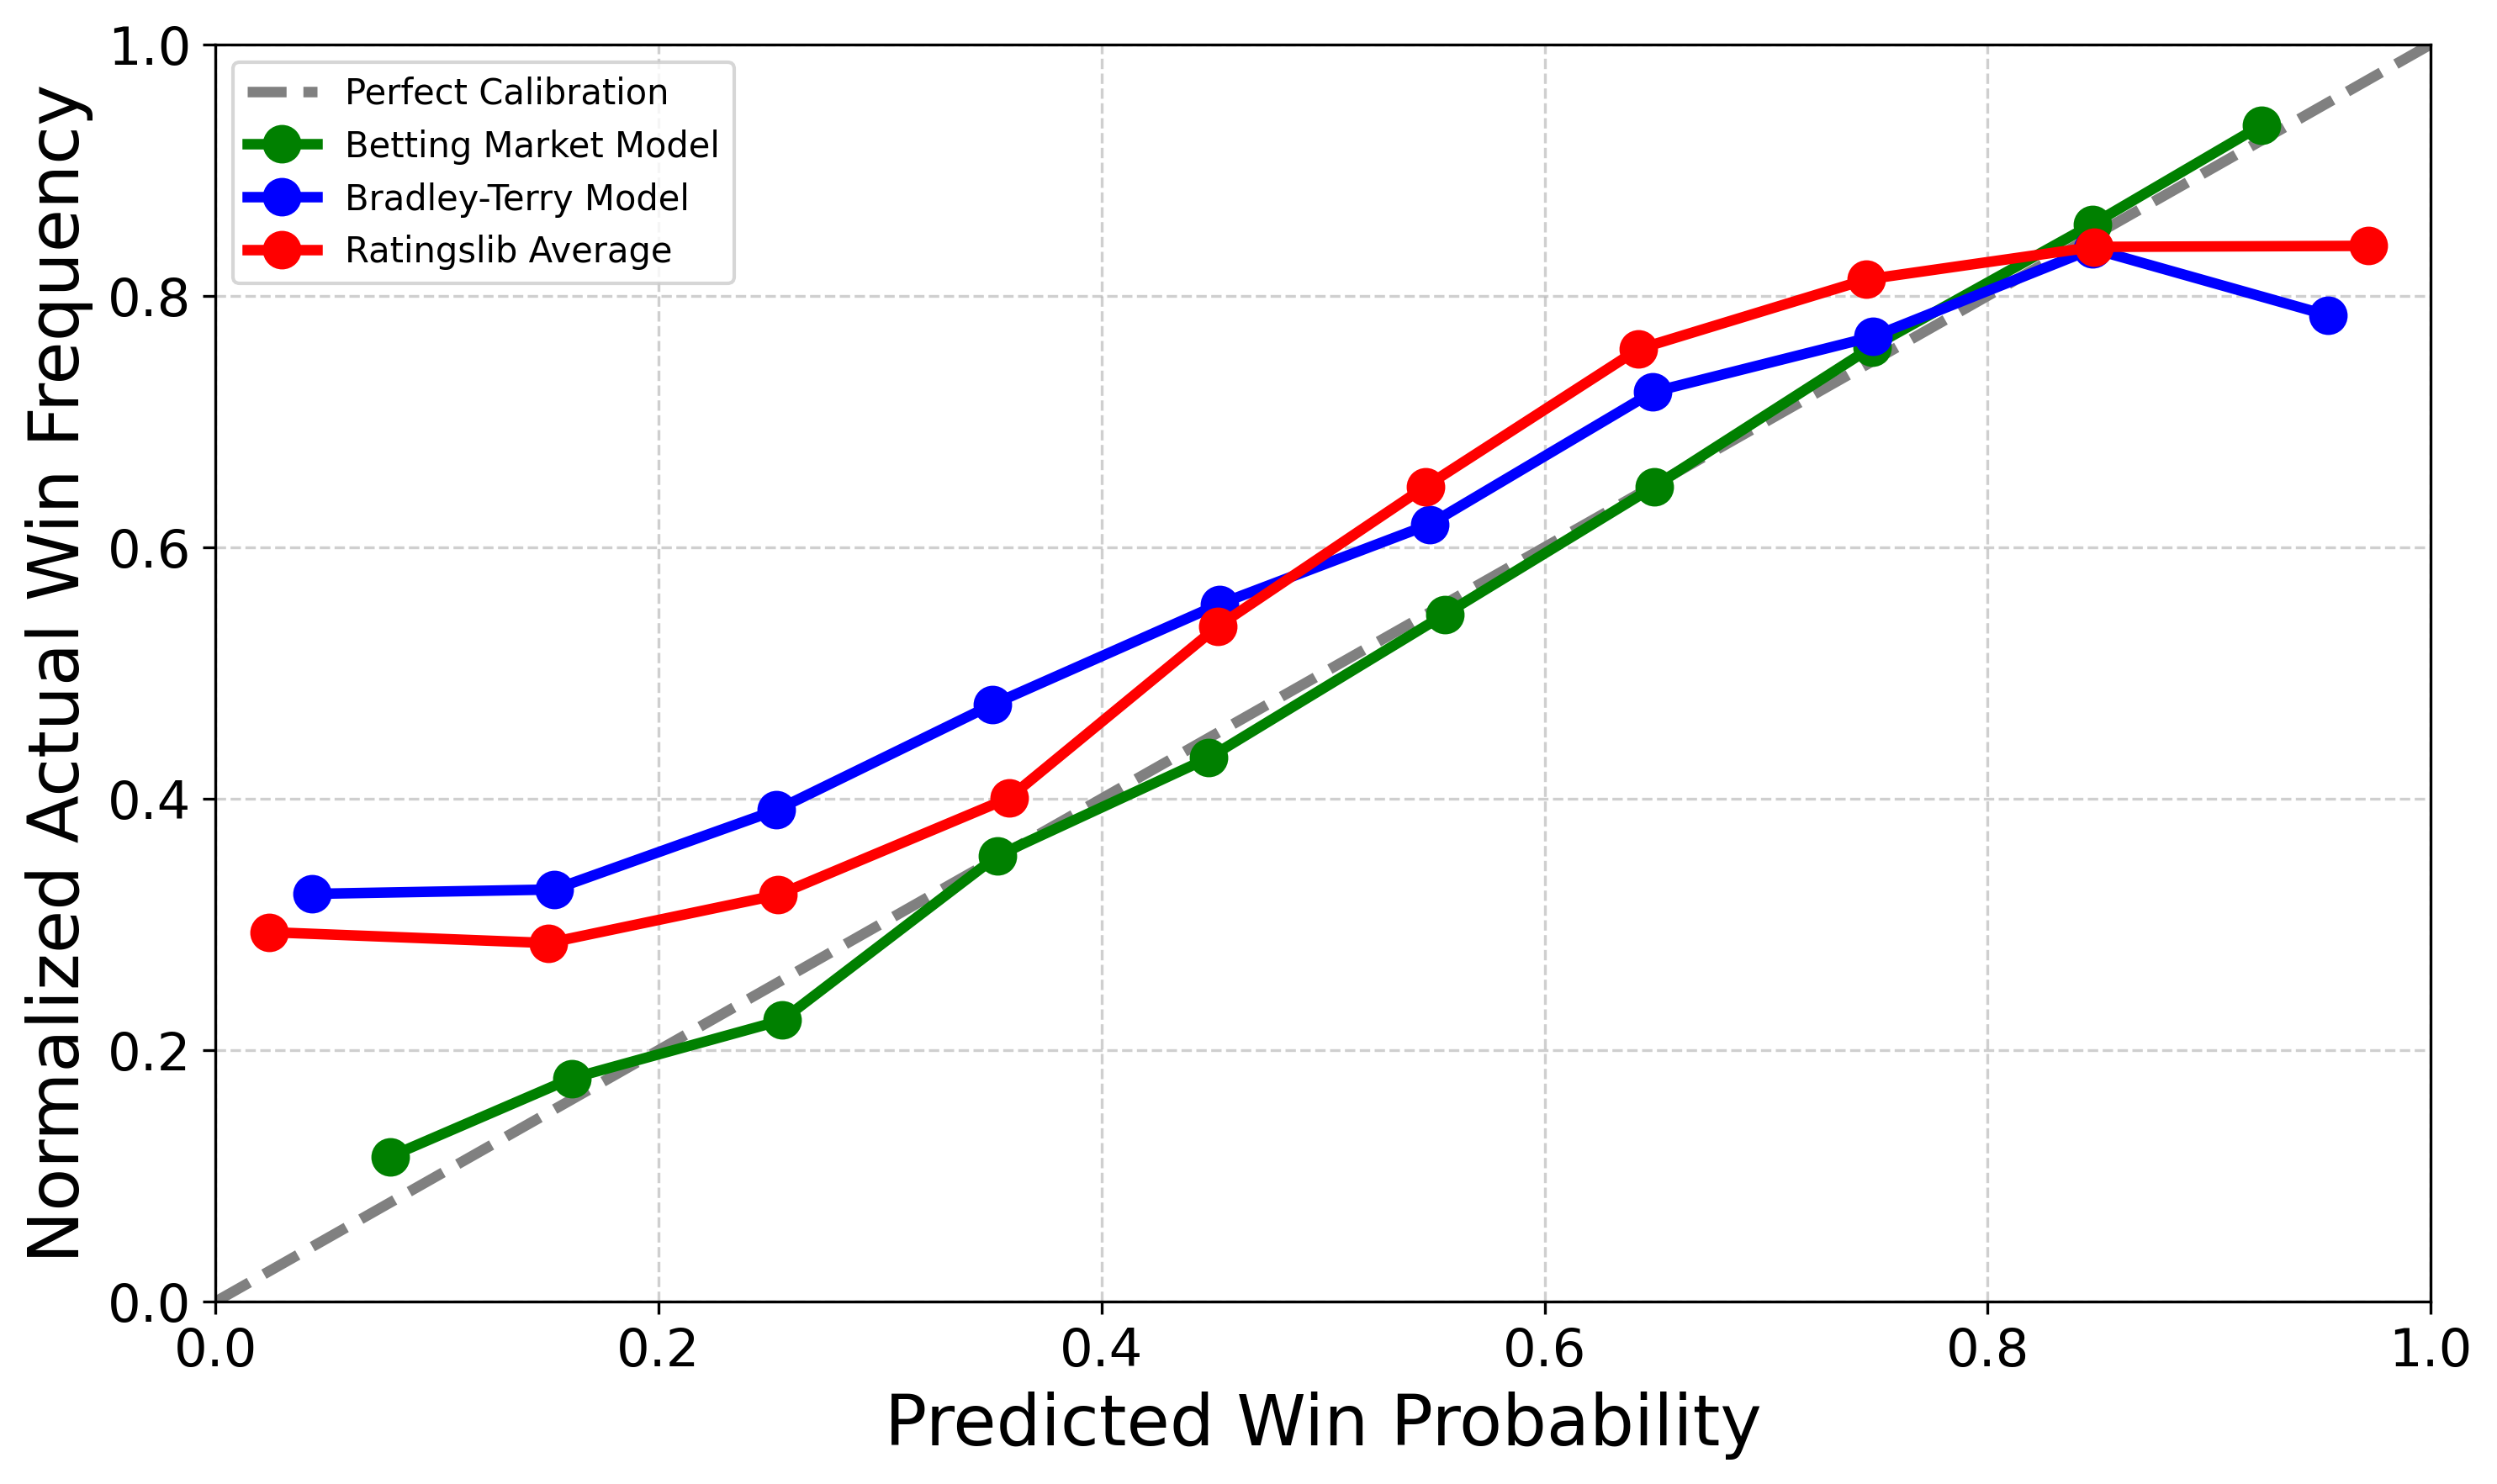 Normalized Actual Win Frequency
1.0
0.8
0.6
0.4
0.2
0.0
Perfect Calibration
Betting Market Model
Bradley-Terry Model
Ratingslib Average
0.0 0.2 0.4 0.6 0.8 1.0
Predicted Win Probability